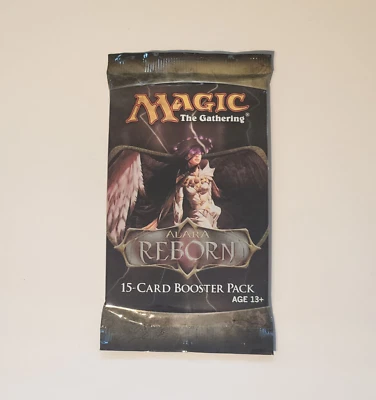 MAGIC
The Gathering®
ALARA
REBORN
15-CARD BOOSTER PACK
AGE 13+